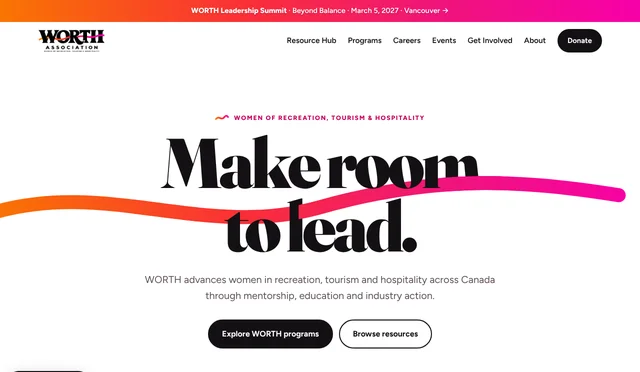 WORTH Leadership Summit · Beyond Balance · March 5, 2027 · Vancouver →
WORTH
ASSOCIATION
Resource Hub Programs Careers Events Get Involved About Donate
WOMEN OF RECREATION, TOURISM & HOSPITALITY
Make room
to lead.
WORTH advances women in recreation, tourism and hospitality across Canada
through mentorship, education and industry action.
Explore WORTH programs Browse resources